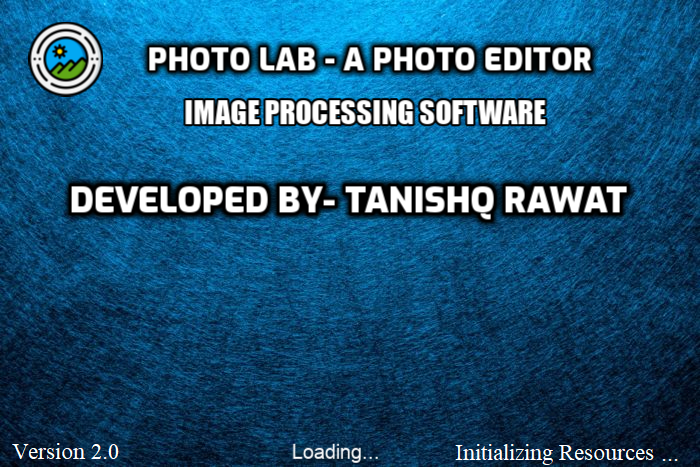 PHOTO LAB - A PHOTO EDITOR
IMAGE PROCESSING SOFTWARE
DEVELOPED BY- TANISHQ RAWAT
Version 2.0
Loading...
Initializing Resources ...